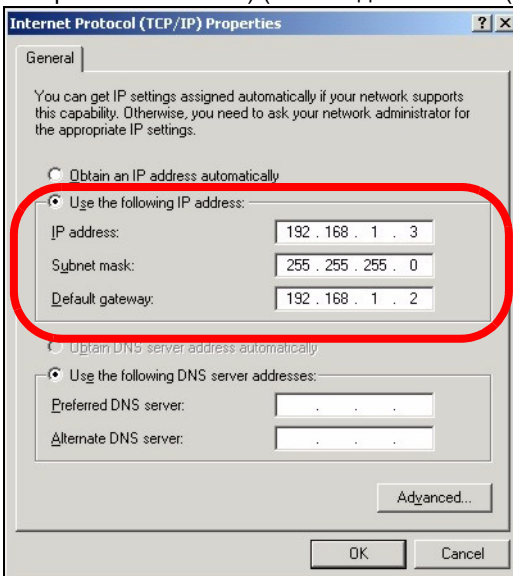 Internet Protocol (TCP/IP) Properties
General
You can get IP settings assigned automatically if your network supports
this capability. Otherwise, you need to ask your network administrator for
the appropriate IP settings.
Obtain an IP address automatically
Use the following IP address:
IP address: 192 . 168 . 1 . 3
Subnet mask: 255 . 255 . 255 . 0
Default gateway: 192 . 168 . 1 . 2
Obtain DNS server address automatically
Use the following DNS server addresses:
Preferred DNS server: . . .
Alternate DNS server: . . .
Advanced...
OK Cancel